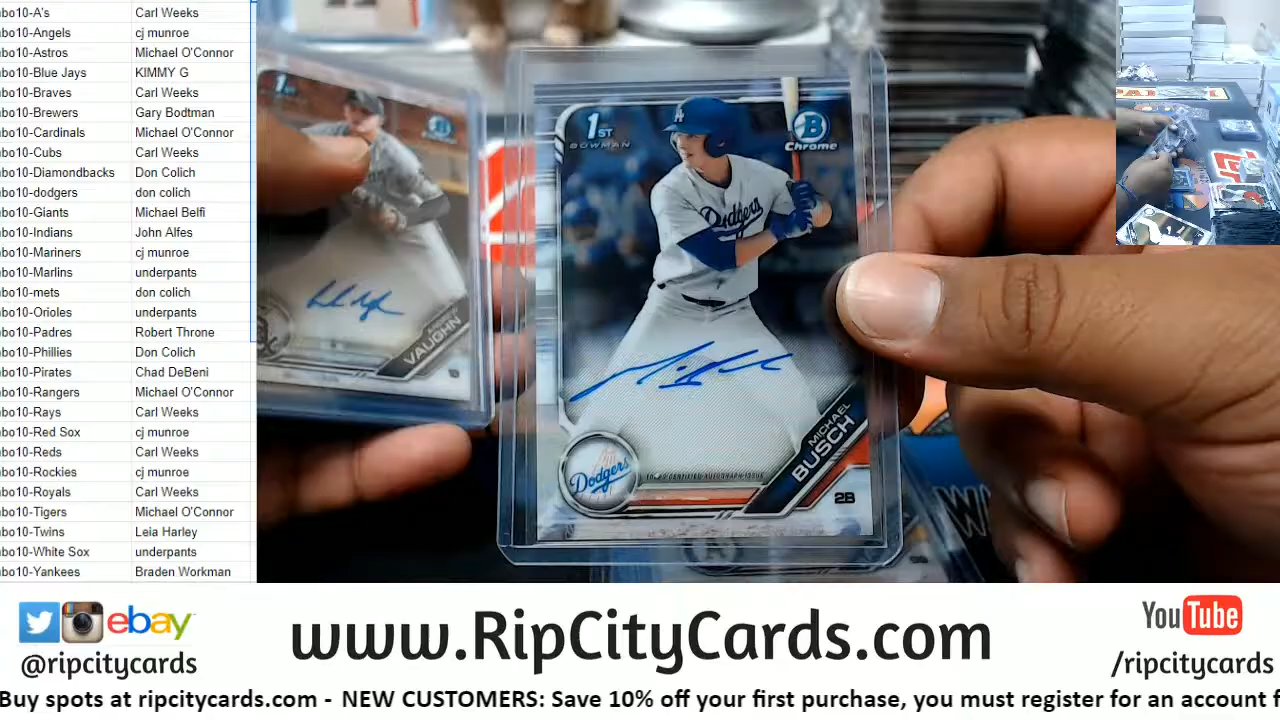 bo10-A's Carl Weeks
bo10-Angels cj munroe
bo10-Astros Michael O'Connor
bo10-Blue Jays KIMMY G
bo10-Braves Carl Weeks
bo10-Brewers Gary Bodtman
bo10-Cardinals Michael O'Connor
bo10-Cubs Carl Weeks
bo10-Diamondbacks Don Colich
bo10-dodgers don colich
bo10-Giants Michael Belfi
bo10-Indians John Alfes
bo10-Mariners cj munroe
bo10-Marlins underpants
bo10-mets don colich
bo10-Orioles underpants
bo10-Padres Robert Throne
bo10-Phillies Don Colich
bo10-Pirates Chad DeBeni
bo10-Rangers Michael O'Connor
bo10-Rays Carl Weeks
bo10-Red Sox cj munroe
bo10-Reds Carl Weeks
bo10-Rockies cj munroe
bo10-Royals Carl Weeks
bo10-Tigers Michael O'Connor
bo10-Twins Leia Harley
bo10-White Sox underpants
bo10-Yankees Braden Workman
1st
VAUGHN
1ST
BOWMAN
B
Chrome
LA
Dodgers
MICHAEL
BUSCH
Dodgers
TOPPS CERTIFIED AUTOGRAPH ISSUE
2B
ebay
@ripcitycards
www.RipCityCards.com
YouTube
/ripcitycards
Buy spots at ripcitycards.com - NEW CUSTOMERS: Save 10% off your first purchase, you must register for an account f